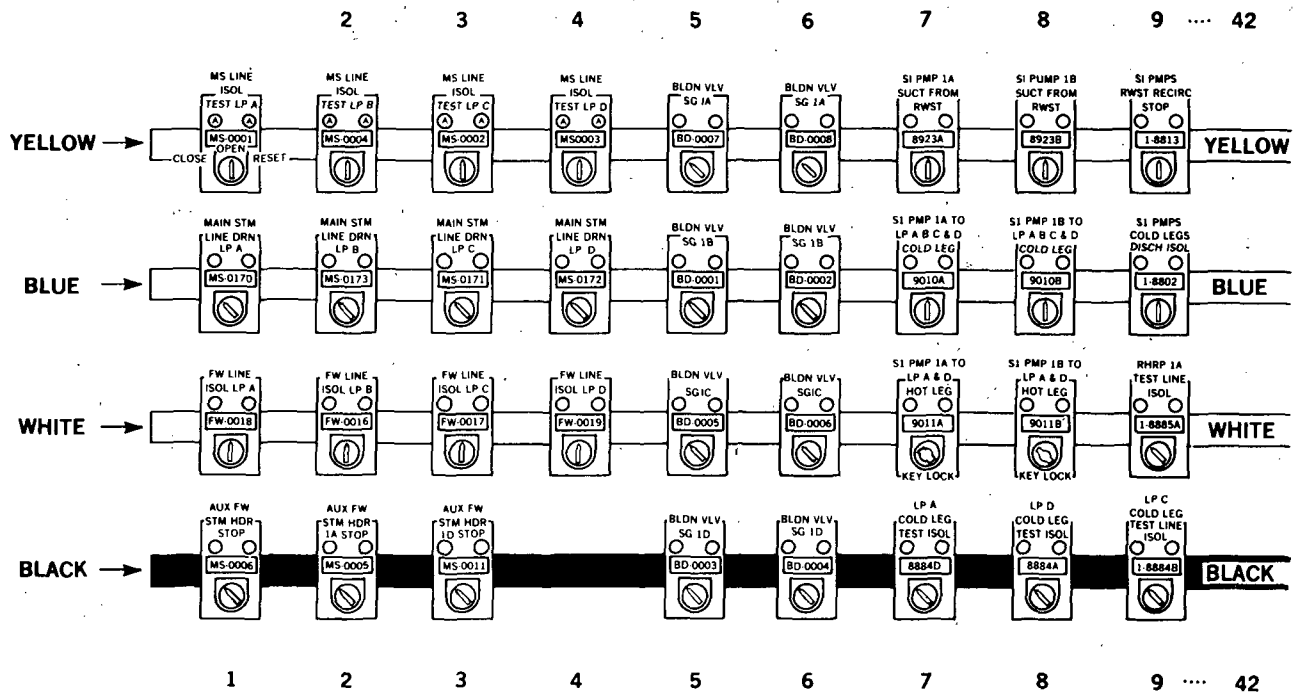 2 3 4 5 6 7 8 9 ···· 42
MS LINE
ISOL
TEST LP A
A A
MS-0001
OPEN
CLOSE RESET
MS LINE
ISOL
TEST LP B
A A
MS-0004
MS LINE
ISOL
TEST LP C
A A
MS-0002
MS LINE
ISOL
TEST LP D
A A
MS0003
BLDN VLV
SG 1A
BD-0007
BLDN VLV
SG 1A
BD-0008
SI PMP 1A
SUCT FROM
RWST
8923A
SI PUMP 1B
SUCT FROM
RWST
8923B
SI PMPS
RWST RECIRC
STOP
1-8813
YELLOW
YELLOW
MAIN STM
LINE DRN
LP A
MS-0170
MAIN STM
LINE DRN
LP B
MS-0173
MAIN STM
LINE DRN
LP C
MS-0171
MAIN STM
LINE DRN
LP D
MS-0172
BLDN VLV
SG 1B
BD-0001
BLDN VLV
SG 1B
BD-0002
S1 PMP 1A TO
LP A B C & D
COLD LEG
9010A
S1 PMP 1B TO
LP A B C & D
COLD LEG
9010B
S1 PMPS
COLD LEGS
DISCH ISOL
1-8802
BLUE
BLUE
FW LINE
ISOL LP A
FW-0018
FW LINE
ISOL LP B
FW-0016
FW LINE
ISOL LP C
FW-0017
FW LINE
ISOL LP D
FW-0019
BLDN VLV
SG1C
BD-0005
BLDN VLV
SG1C
BD-0006
S1 PMP 1A TO
LP A & D
HOT LEG
9011A
KEY LOCK
S1 PMP 1B TO
LP A & D
HOT LEG
9011B
KEY LOCK
RHRP 1A
TEST LINE
ISOL
1-8885A
WHITE
WHITE
AUX FW
STM HDR
STOP
MS-0006
AUX FW
STM HDR
1A STOP
MS-0005
AUX FW
STM HDR
1D STOP
MS-0011
BLDN VLV
SG 1D
BD-0003
BLDN VLV
SG 1D
BD-0004
LP A
COLD LEG
TEST ISOL
8884D
LP D
COLD LEG
TEST ISOL
8884A
LP C
COLD LEG
TEST LINE
ISOL
1-8884B
BLACK
BLACK
1 2 3 4 5 6 7 8 9 ···· 42